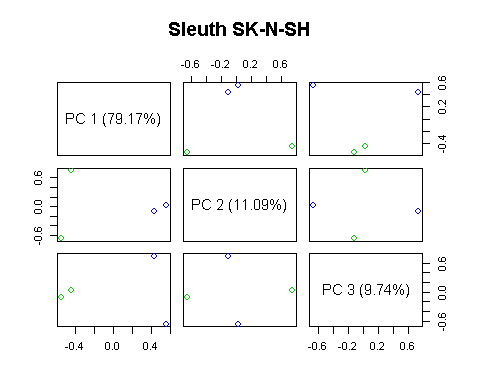 Sleuth SK-N-SH
-0.6 -0.2 0.2 0.6
PC 1 (79.17%)
-0.4 0.2 0.6
-0.6 0.0 0.6
PC 2 (11.09%)
PC 3 (9.74%)
-0.6 0.0 0.6
-0.4 0.0 0.4
-0.6 -0.2 0.2 0.6